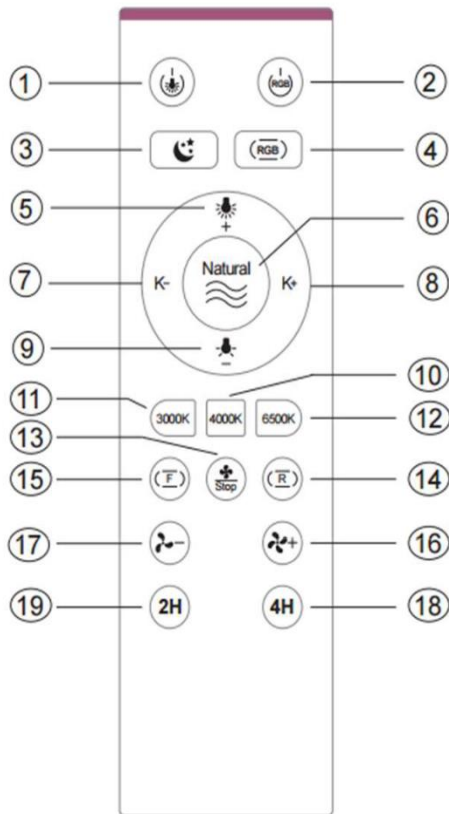 1 2
RGB
3 4
RGB
5 +
6
Natural
7 K- K+ 8
9 −
10
11
3000K 4000K 6500K
12
13
15 F Stop R 14
17 − + 16
19 2H 4H 18